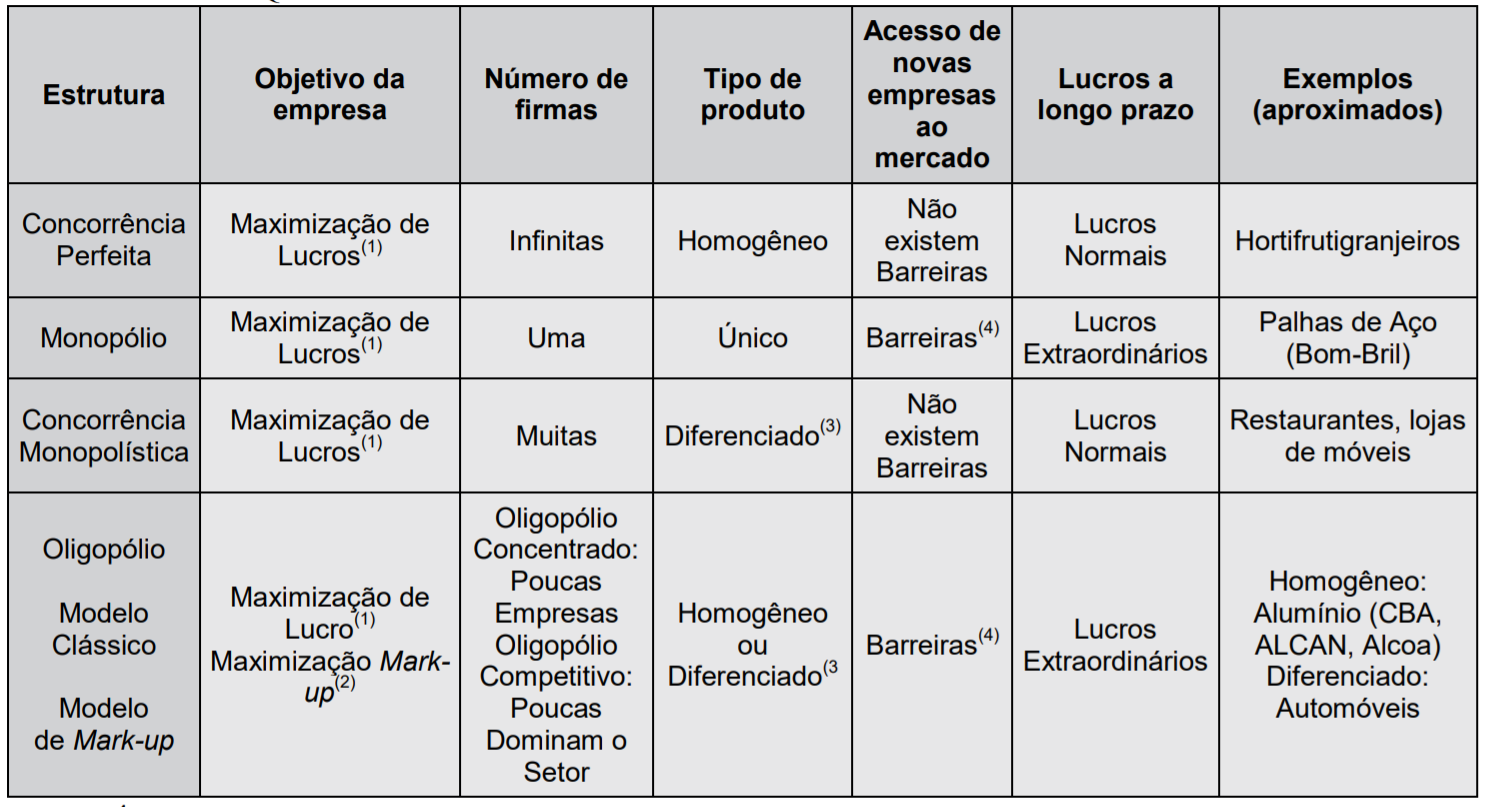 Estrutura
Objetivo da
empresa
Número de
firmas
Tipo de
produto
Acesso de
novas
empresas
ao
mercado
Lucros a
longo prazo
Exemplos
(aproximados)
Concorrência
Perfeita
Maximização de
Lucros(1)
Infinitas
Homogêneo
Não
existem
Barreiras
Lucros
Normais
Hortifrutigranjeiros
Monopólio
Maximização de
Lucros(1)
Uma
Único
Barreiras(4)
Lucros
Extraordinários
Palhas de Aço
(Bom-Bril)
Concorrência
Monopolística
Maximização de
Lucros(1)
Muitas
Diferenciado(3)
Não
existem
Barreiras
Lucros
Normais
Restaurantes, lojas
de móveis
Oligopólio
Modelo
Clássico
Modelo
de Mark-up
Maximização de
Lucro(1)
Maximização Mark-
up(2)
Oligopólio
Concentrado:
Poucas
Empresas
Oligopólio
Competitivo:
Poucas
Dominam o
Setor
Homogêneo
ou
Diferenciado(3
Barreiras(4)
Lucros
Extraordinários
Homogêneo:
Alumínio (CBA,
ALCAN, Alcoa)
Diferenciado:
Automóveis